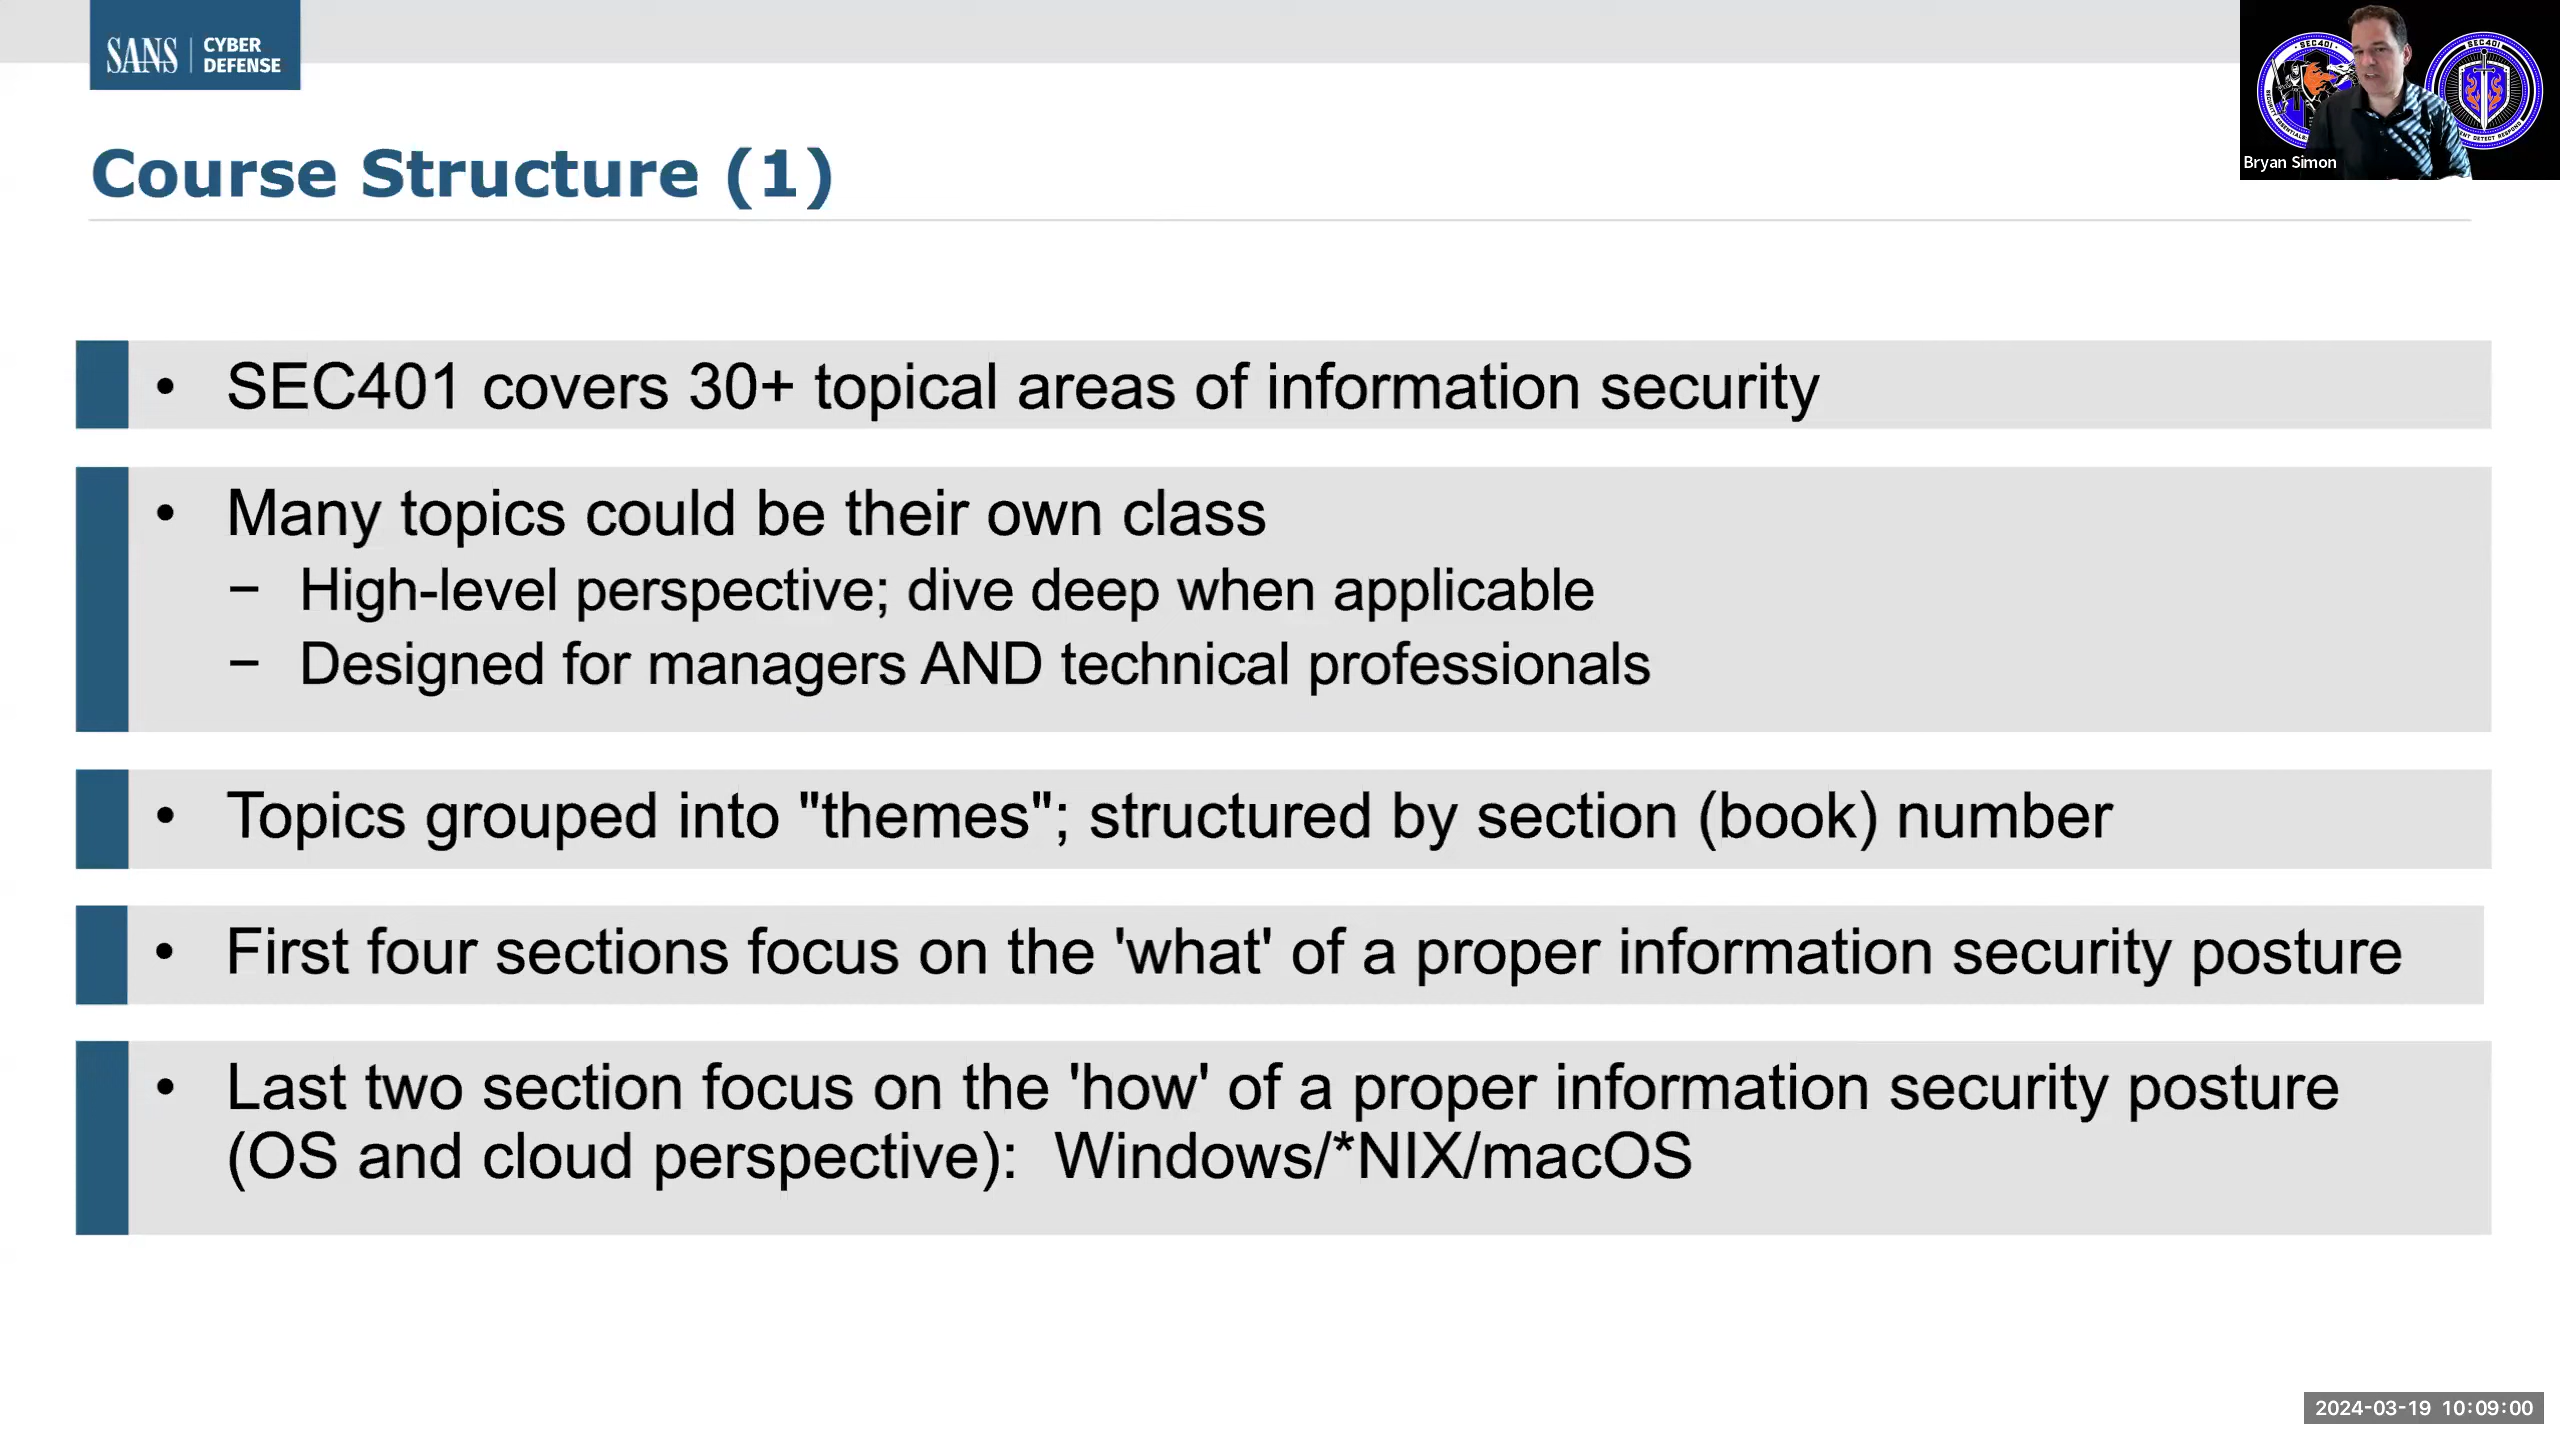 SANS
CYBER
DEFENSE
SEC401
SEC401
Bryan Simon
Course Structure (1)
• SEC401 covers 30+ topical areas of information security
• Many topics could be their own class
– High-level perspective; dive deep when applicable
– Designed for managers AND technical professionals
• Topics grouped into "themes"; structured by section (book) number
• First four sections focus on the 'what' of a proper information security posture
• Last two section focus on the 'how' of a proper information security posture
(OS and cloud perspective): Windows/*NIX/macOS
2024-03-19 10:09:00